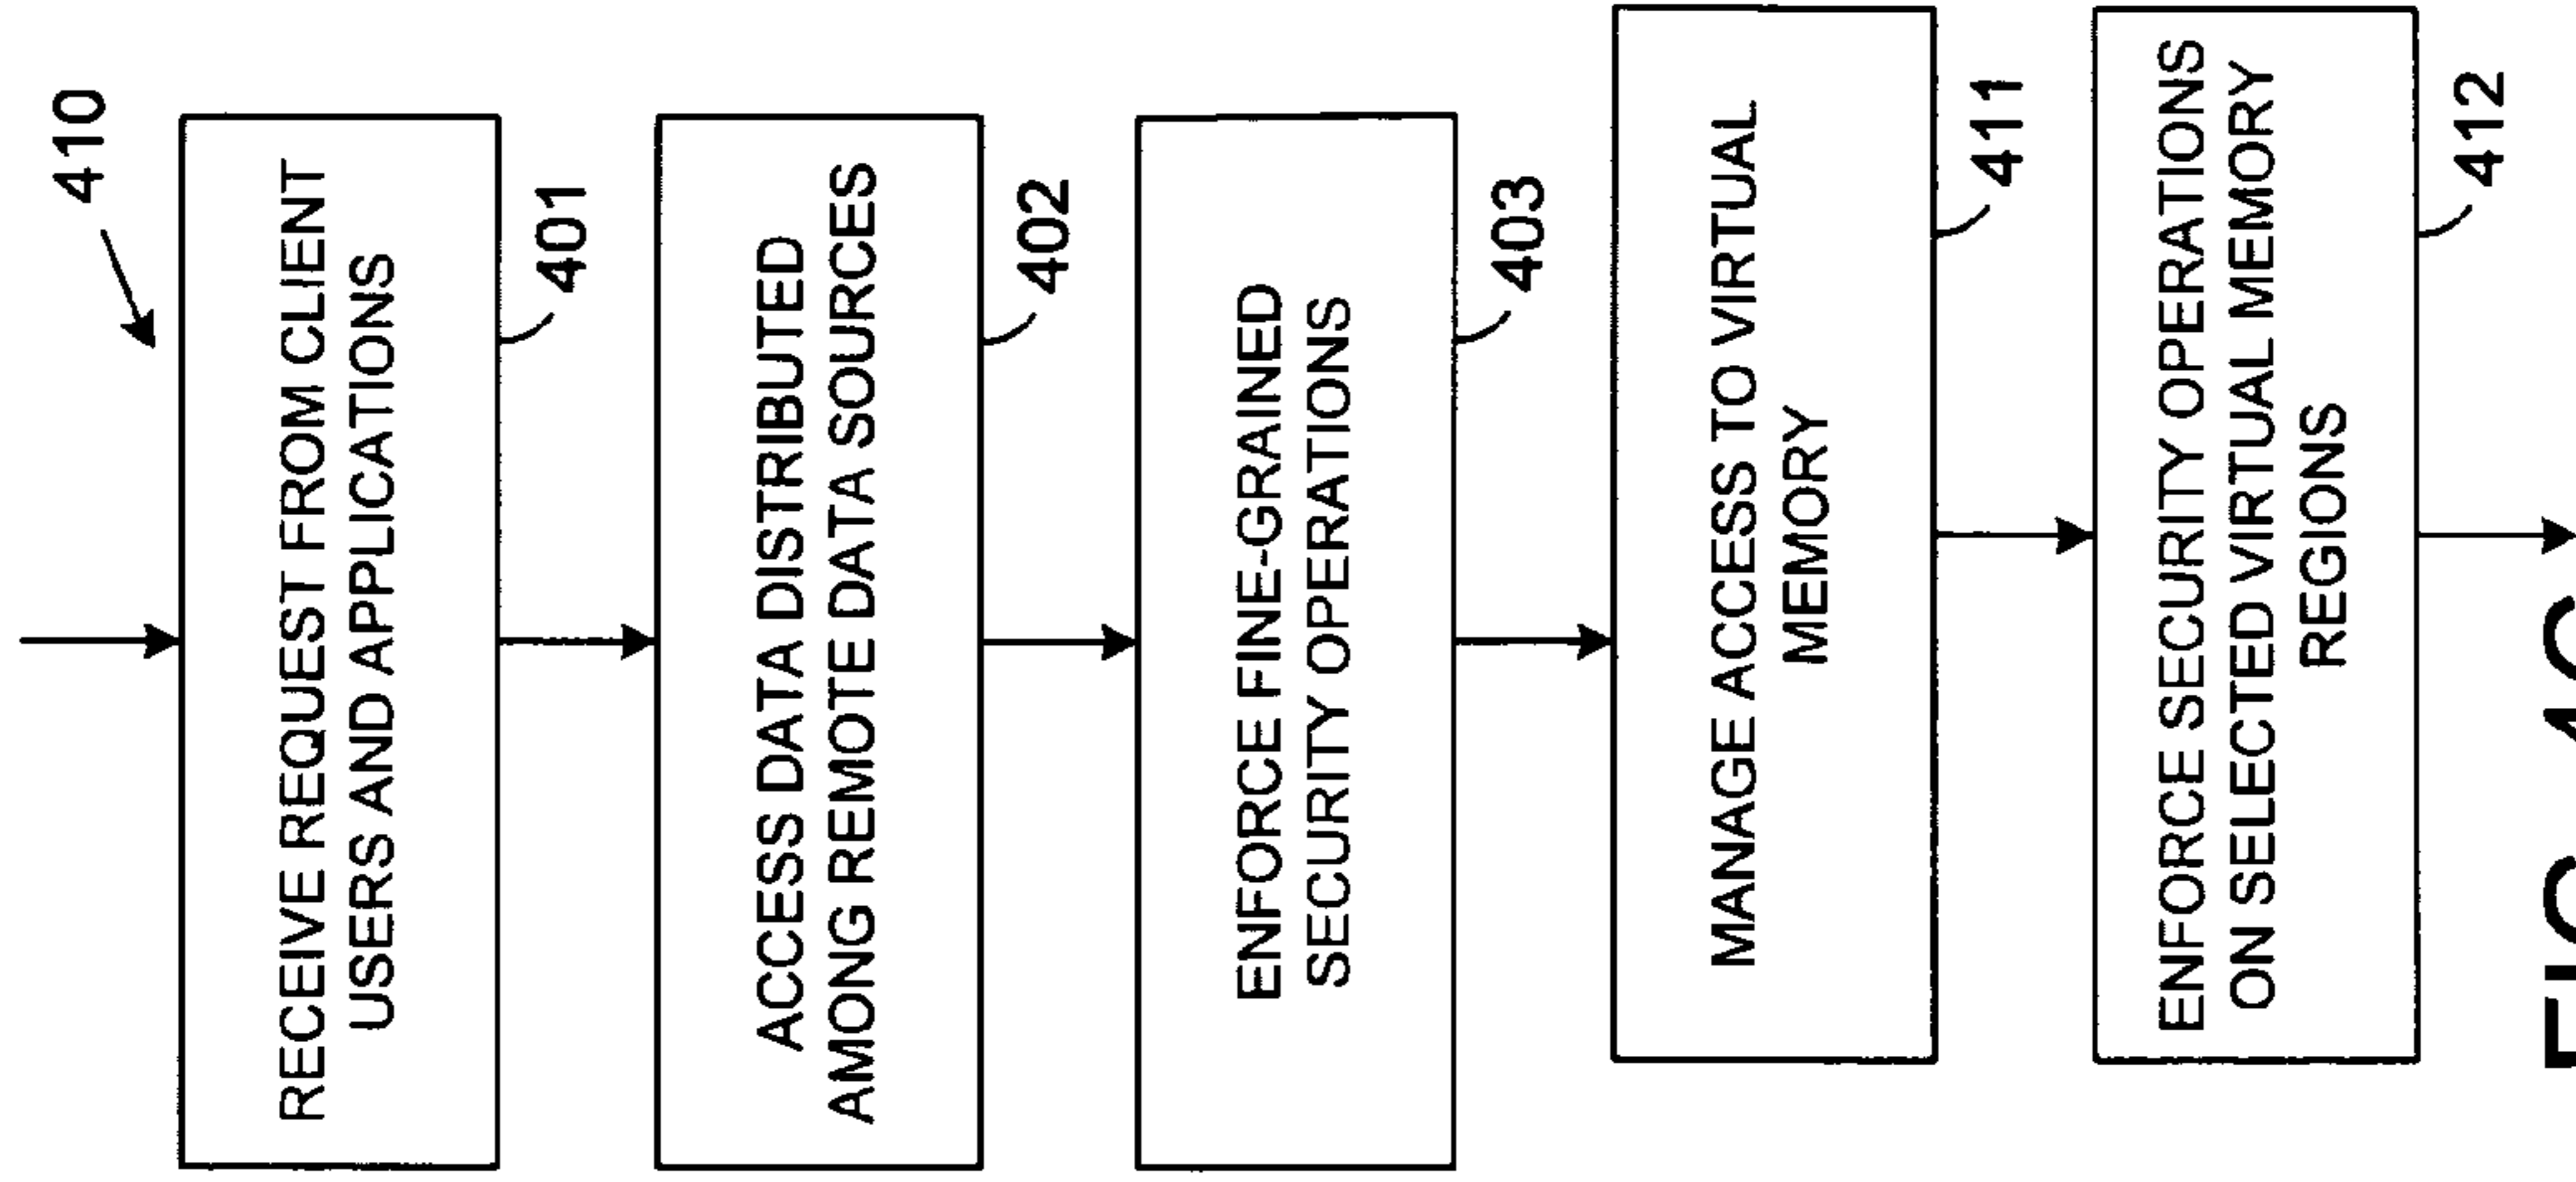 410
RECEIVE REQUEST FROM CLIENT
USERS AND APPLICATIONS
401
ACCESS DATA DISTRIBUTED
AMONG REMOTE DATA SOURCES
402
ENFORCE FINE-GRAINED
SECURITY OPERATIONS
403
MANAGE ACCESS TO VIRTUAL
MEMORY
411
ENFORCE SECURITY OPERATIONS
ON SELECTED VIRTUAL MEMORY
REGIONS
412